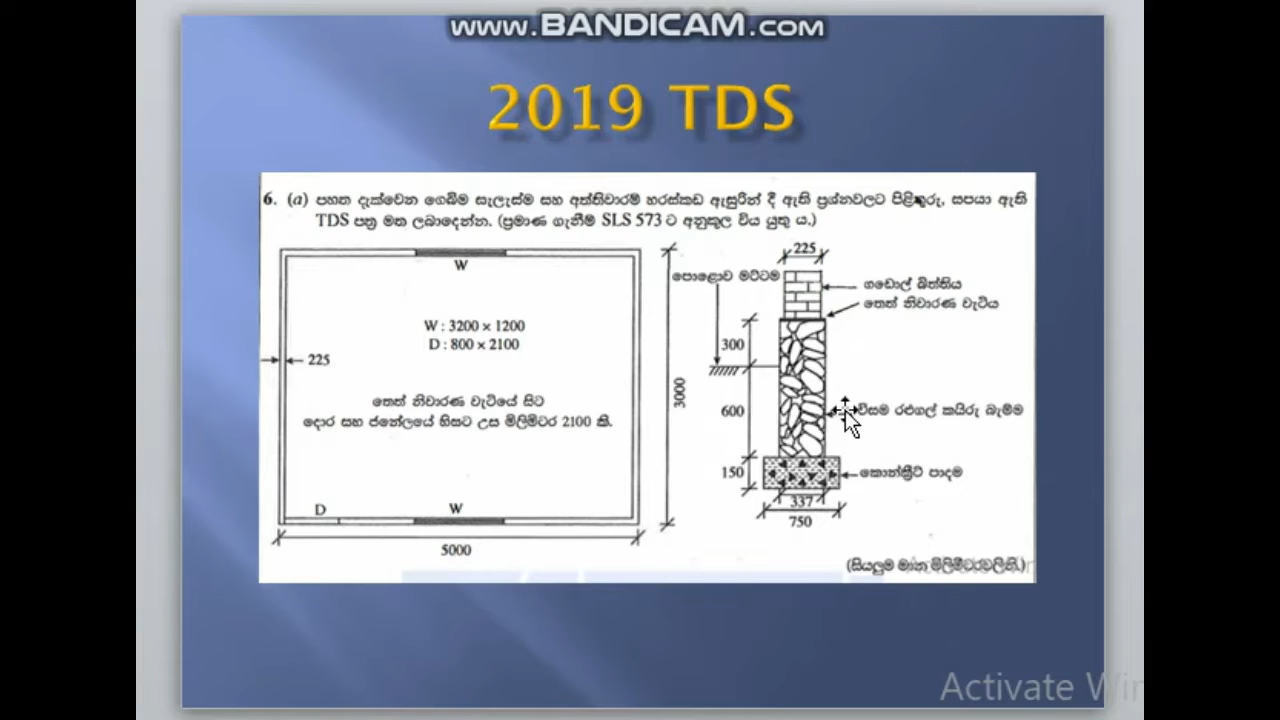 WWW.BANDICAM.COM
2019 TDS
6. (a) පහත දැක්වෙන ගෙබිම සැලැස්ම සහ අත්තිවාරම් හරස්කඩ ඇසුරින් දී ඇති ප්‍රශ්නවලට පිළිතුරු, සපයා ඇති
TDS පත්‍ර මත ලබාදෙන්න. (ප්‍රමාණ ගැනීම් SLS 573 ට අනුකූල විය යුතු ය.)
W
W : 3200 × 1200
D : 800 × 2100
225
තෙත් නිවාරණ වැටියේ සිට
දොර සහ ජනේලයේ හිසට උස මිලිමීටර 2100 කි.
D
W
5000
3000
225
පොළොව මට්ටම
ගඩොල් බිත්තිය
තෙත් නිවාරණ වැටිය
300
600
විසම රළුගල් කයිරු බැම්ම
150
කොන්ක්‍රීට් පාදම
337
750
(සියලුම මාන මිලිමීටරවලිනි.)
Activate